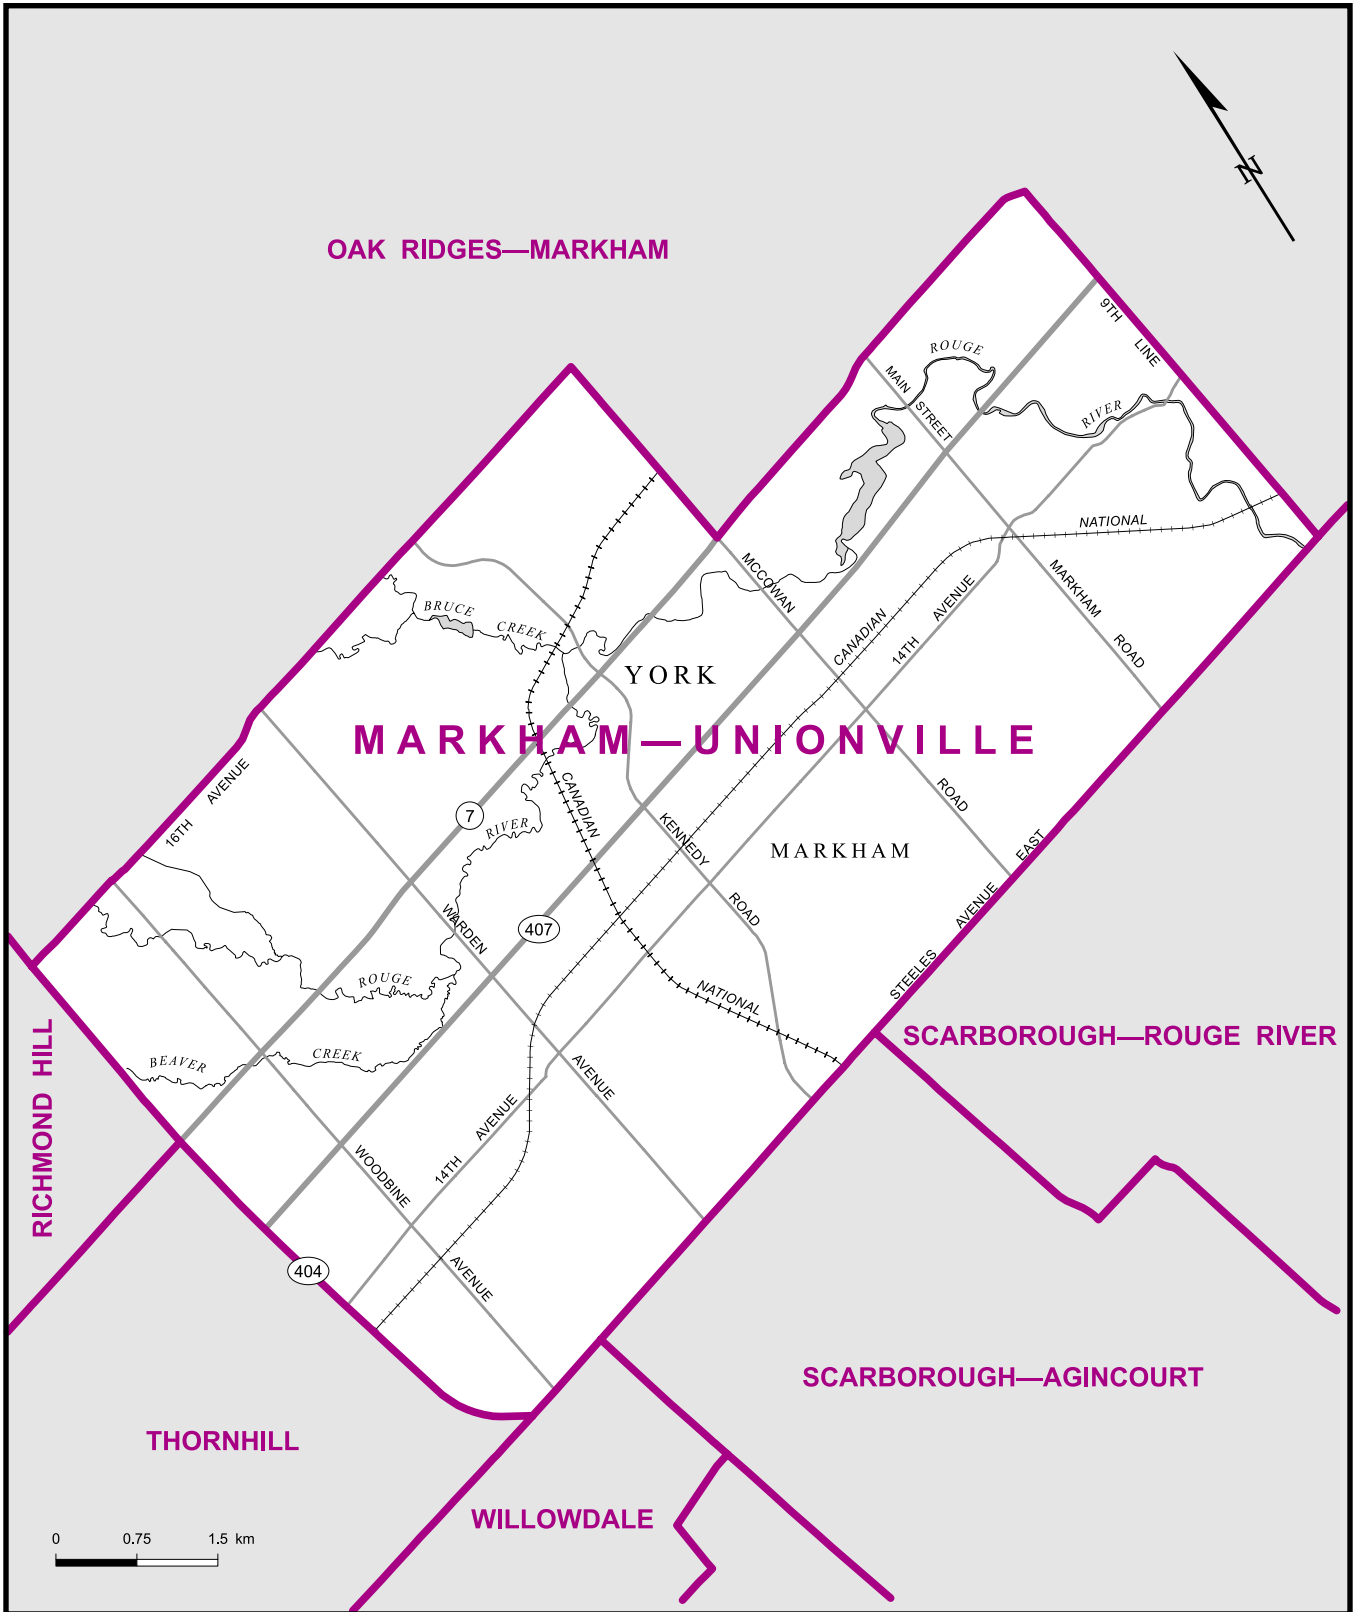 N
OAK RIDGES—MARKHAM
9TH
LINE
ROUGE
RIVER
MAIN
STREET
NATIONAL
MCCOWAN
MARKHAM
ROAD
BRUCE
CREEK
CANADIAN
14TH
AVENUE
YORK
MARKHAM—UNIONVILLE
16TH
AVENUE
7
CANADIAN
RIVER
KENNEDY
ROAD
ROAD
MARKHAM
STEELES
AVENUE
EAST
WARDEN
407
ROUGE
NATIONAL
BEAVER
CREEK
AVENUE
14TH
AVENUE
WOODBINE
AVENUE
404
RICHMOND HILL
SCARBOROUGH—ROUGE RIVER
SCARBOROUGH—AGINCOURT
THORNHILL
WILLOWDALE
0 0.75 1.5 km